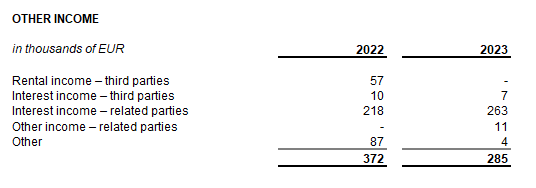 OTHER INCOME
in thousands of EUR 2022 2023
Rental income – third parties 57 -
Interest income – third parties 10 7
Interest income – related parties 218 263
Other income – related parties - 11
Other 87 4
372 285